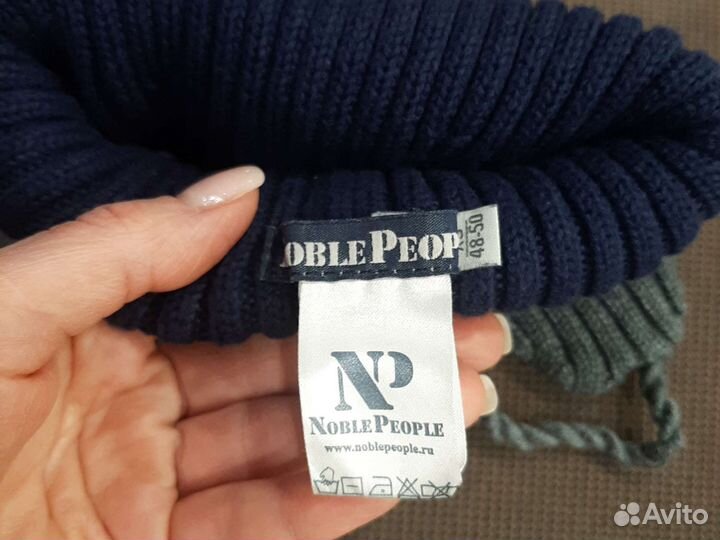 OBLE PEOP
48-50
NP
NOBLE PEOPLE
www.noblepeople.ru
Avito